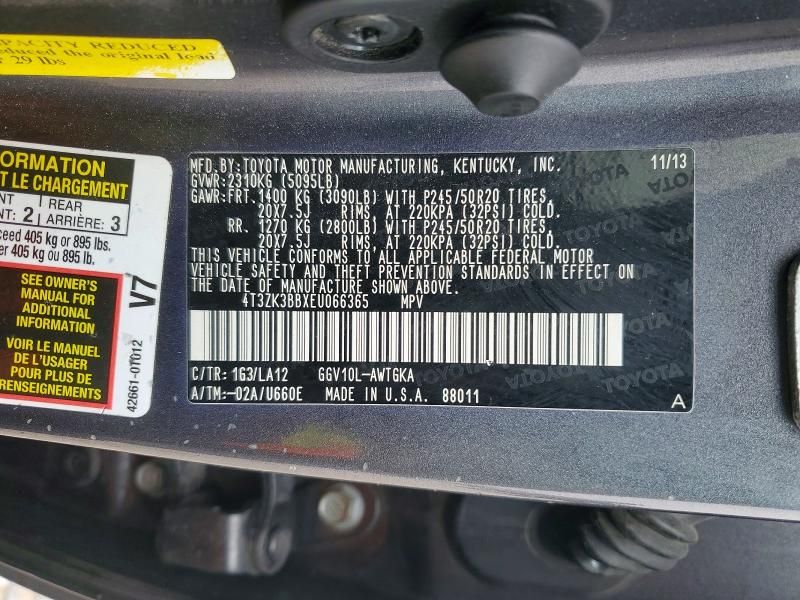 APACITY REDUCED
educed the original load
r 29 lbs
ORMATION
T LE CHARGEMENT
NT
NT: 2
REAR
ARRIÈRE: 3
ceed 405 kg or 895 lbs.
er 405 kg ou 895 lb.
SEE OWNER'S
MANUAL FOR
ADDITIONAL
INFORMATION
VOIR LE MANUEL
DE L'USAGER
POUR PLUS DE
RENSEIGNEMENTS
V7
42661-0T012
MFD.BY:TOYOTA MOTOR MANUFACTURING, KENTUCKY, INC. 11/13
GVWR:2310KG (5095LB)
GAWR:FRT.1400 KG (3090LB) WITH P245/50R20 TIRES,
20X7.5J RIMS, AT 220KPA (32PSI) COLD.
RR. 1270 KG (2800LB) WITH P245/50R20 TIRES,
20X7.5J RIMS, AT 220KPA (32PSI) COLD.
THIS VEHICLE CONFORMS TO ALL APPLICABLE FEDERAL MOTOR
VEHICLE SAFETY AND THEFT PREVENTION STANDARDS IN EFFECT ON
THE DATE OF MANUFACTURE SHOWN ABOVE.
4T3ZK3BBXEU066365 MPV
C/TR: 1G3/LA12 GGV10L-AWTGKA
A/TM:-02A/U660E MADE IN U.S.A. 88011
A